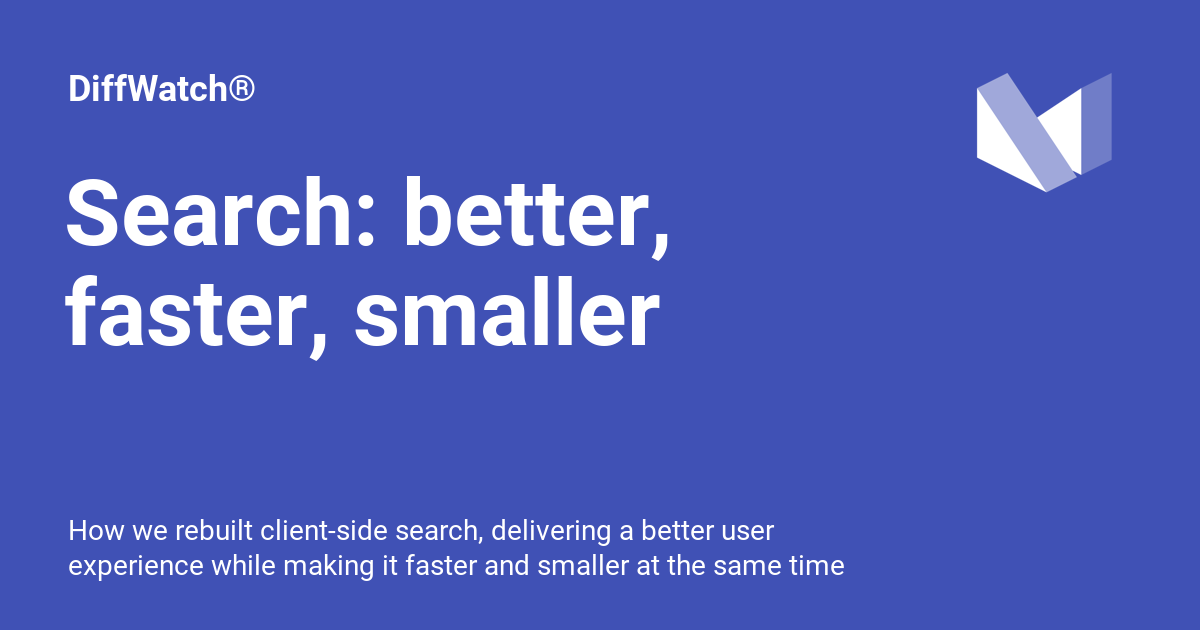 DiffWatch®
Search: better,
faster, smaller
How we rebuilt client-side search, delivering a better user
experience while making it faster and smaller at the same time